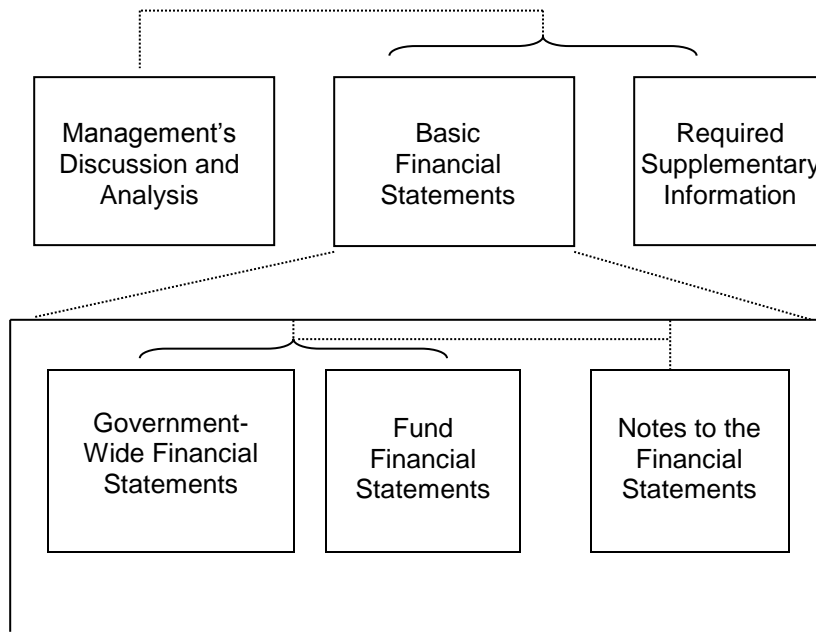 Management’s
Discussion and
Analysis
Basic
Financial
Statements
Required
Supplementary
Information
Government-
Wide Financial
Statements
Fund
Financial
Statements
Notes to the
Financial
Statements